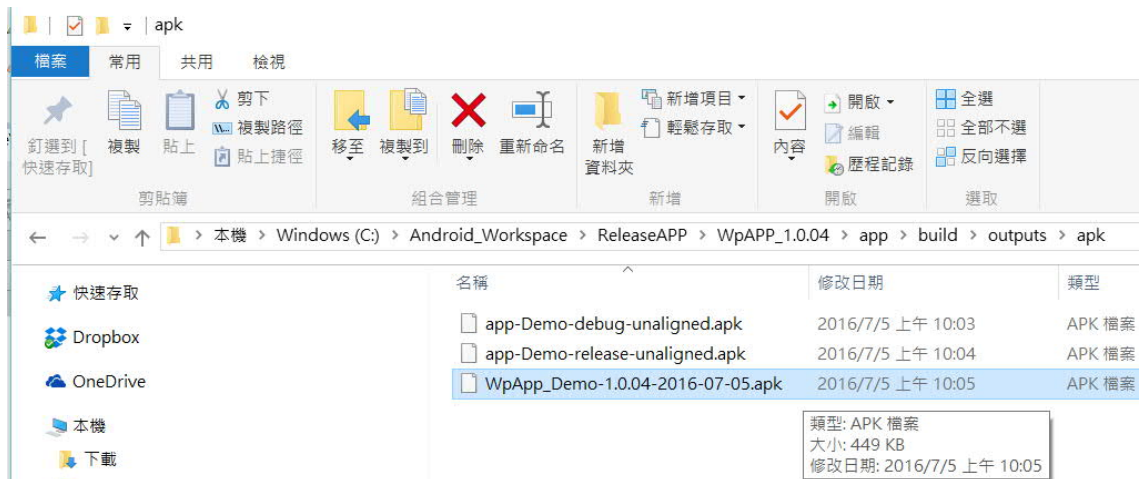 apk
檔案 常用 共用 檢視
釘選到 [快速存取]
複製
貼上
剪下
複製路徑
貼上捷徑
剪貼簿
移至
複製到
刪除
重新命名
組合管理
新增資料夾
新增項目
輕鬆存取
新增
內容
開啟
編輯
歷程記錄
開啟
全選
全部不選
反向選擇
選取
本機 > Windows (C:) > Android_Workspace > ReleaseAPP > WpAPP_1.0.04 > app > build > outputs > apk
快速存取
Dropbox
OneDrive
本機
下載
名稱 修改日期 類型
app-Demo-debug-unaligned.apk 2016/7/5 上午 10:03 APK 檔案
app-Demo-release-unaligned.apk 2016/7/5 上午 10:04 APK 檔案
WpApp_Demo-1.0.04-2016-07-05.apk 2016/7/5 上午 10:05 APK 檔案
類型: APK 檔案
大小: 449 KB
修改日期: 2016/7/5 上午 10:05